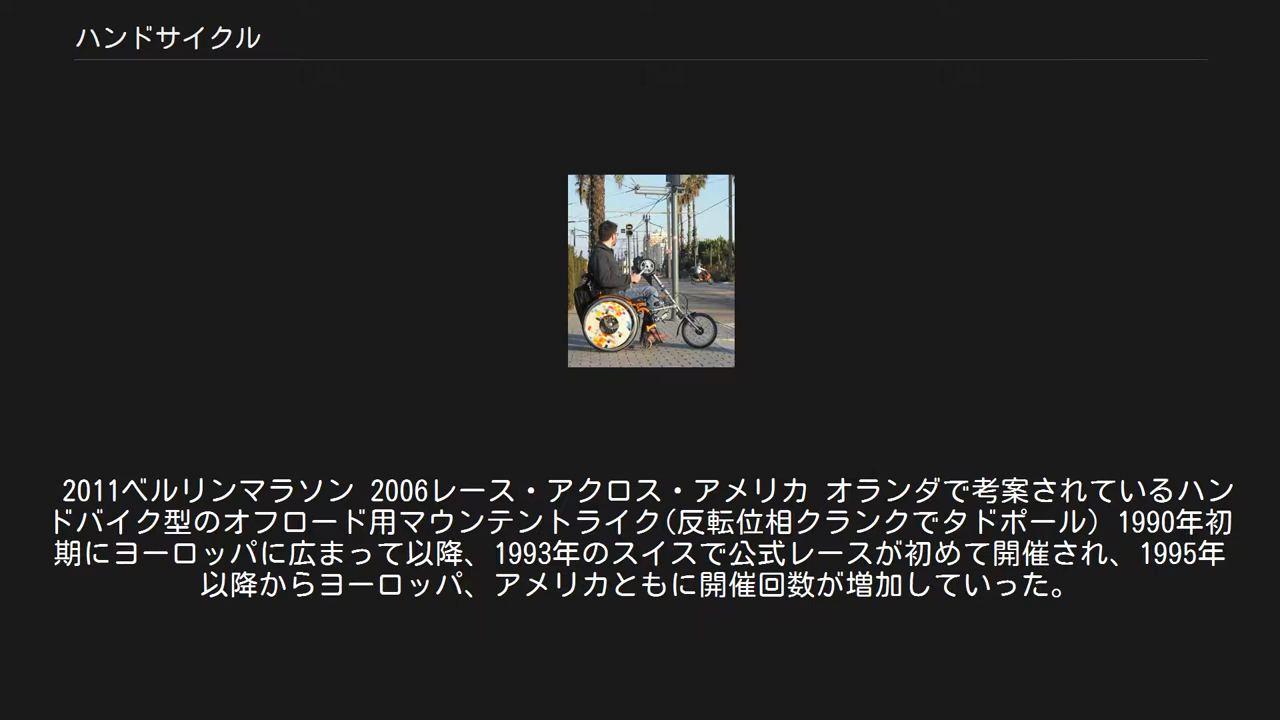 ハンドサイクル
2011ベルリンマラソン 2006レース・アクロス・アメリカ オランダで考案されているハン
ドバイク型のオフロード用マウンテントライク(反転位相クランクでタドポール) 1990年初
期にヨーロッパに広まって以降、1993年のスイスで公式レースが初めて開催され、1995年
以降からヨーロッパ、アメリカともに開催回数が増加していった。